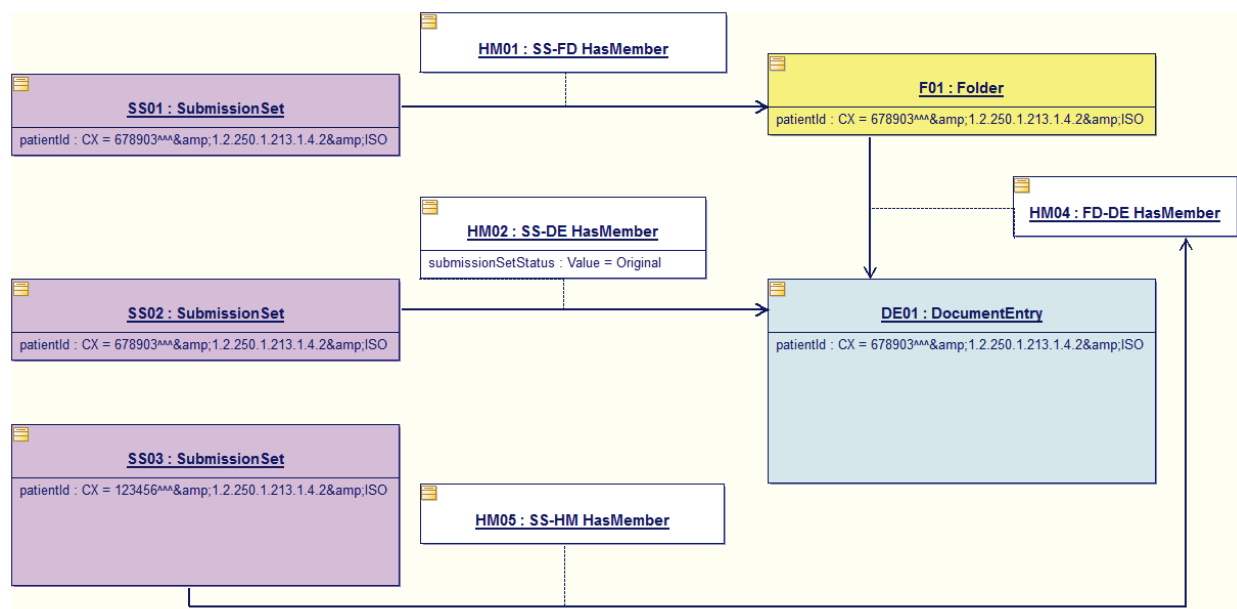 HM01 : SS-FD HasMember
SS01 : SubmissionSet
patientId : CX = 678903^^^&amp;1.2.250.1.213.1.4.2&amp;ISO
F01 : Folder
patientId : CX = 678903^^^&amp;1.2.250.1.213.1.4.2&amp;ISO
HM04 : FD-DE HasMember
HM02 : SS-DE HasMember
submissionSetStatus : Value = Original
SS02 : SubmissionSet
patientId : CX = 678903^^^&amp;1.2.250.1.213.1.4.2&amp;ISO
DE01 : DocumentEntry
patientId : CX = 678903^^^&amp;1.2.250.1.213.1.4.2&amp;ISO
SS03 : SubmissionSet
patientId : CX = 123456^^^&amp;1.2.250.1.213.1.4.2&amp;ISO
HM05 : SS-HM HasMember